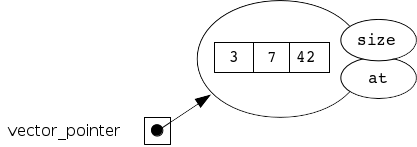 3 7 42
size
at
vector_pointer